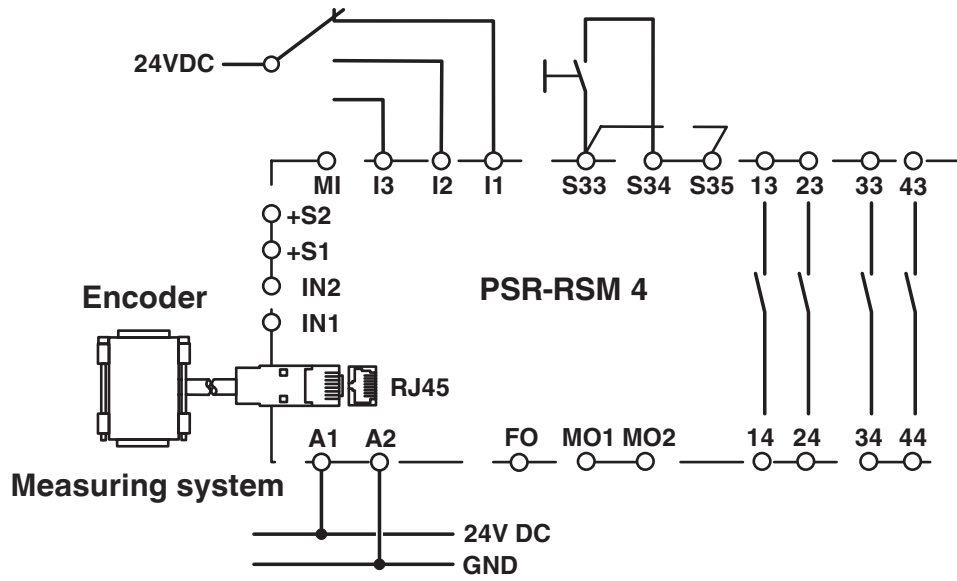 24VDC
MI I3 I2 I1 S33 S34 S35 13 23 33 43
+S2
+S1
IN2
IN1
PSR-RSM 4
Encoder
RJ45
A1 A2 FO MO1 MO2 14 24 34 44
Measuring system
24V DC
GND